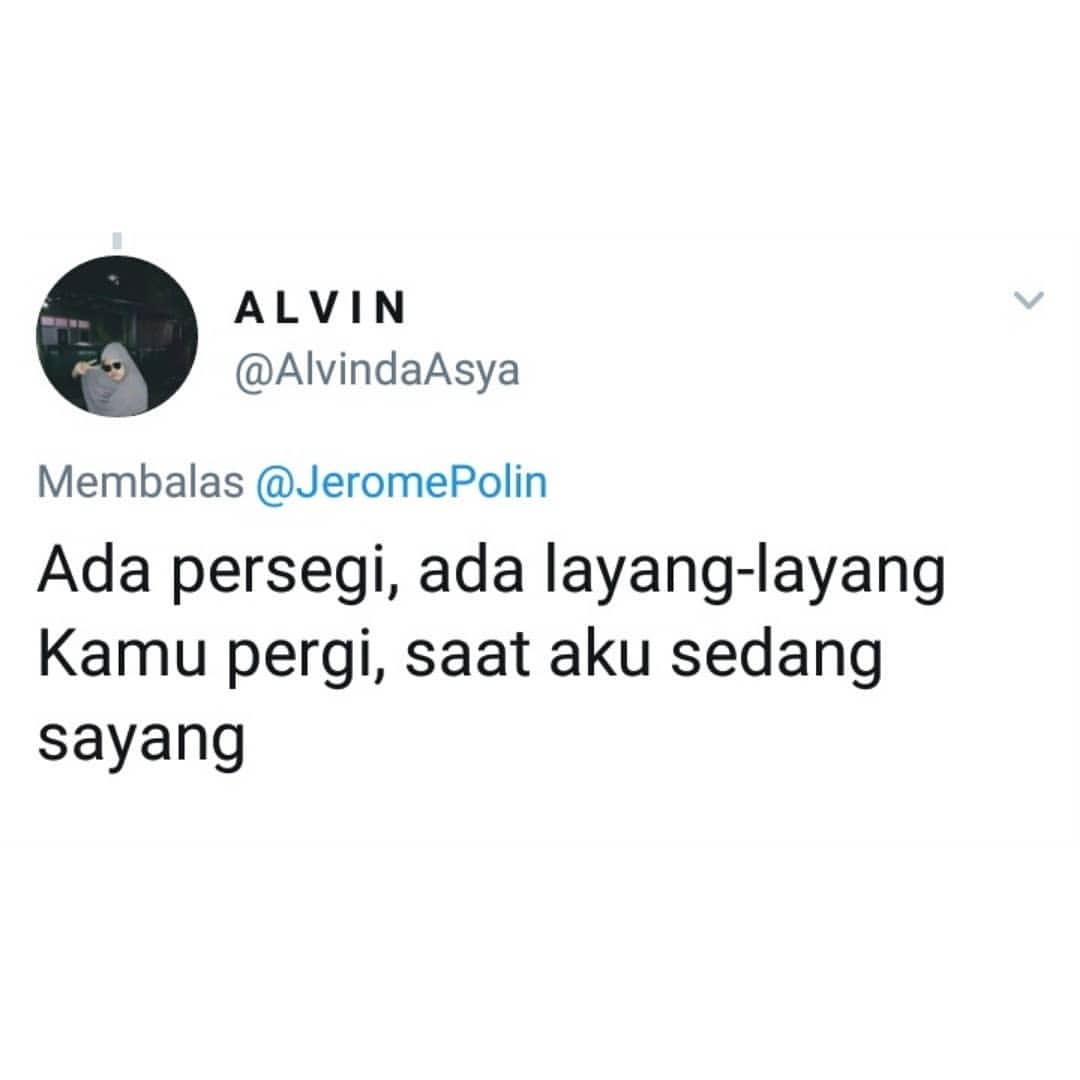 ALVIN
@AlvindaAsya
Membalas @JeromePolin
Ada persegi, ada layang-layang
Kamu pergi, saat aku sedang
sayang